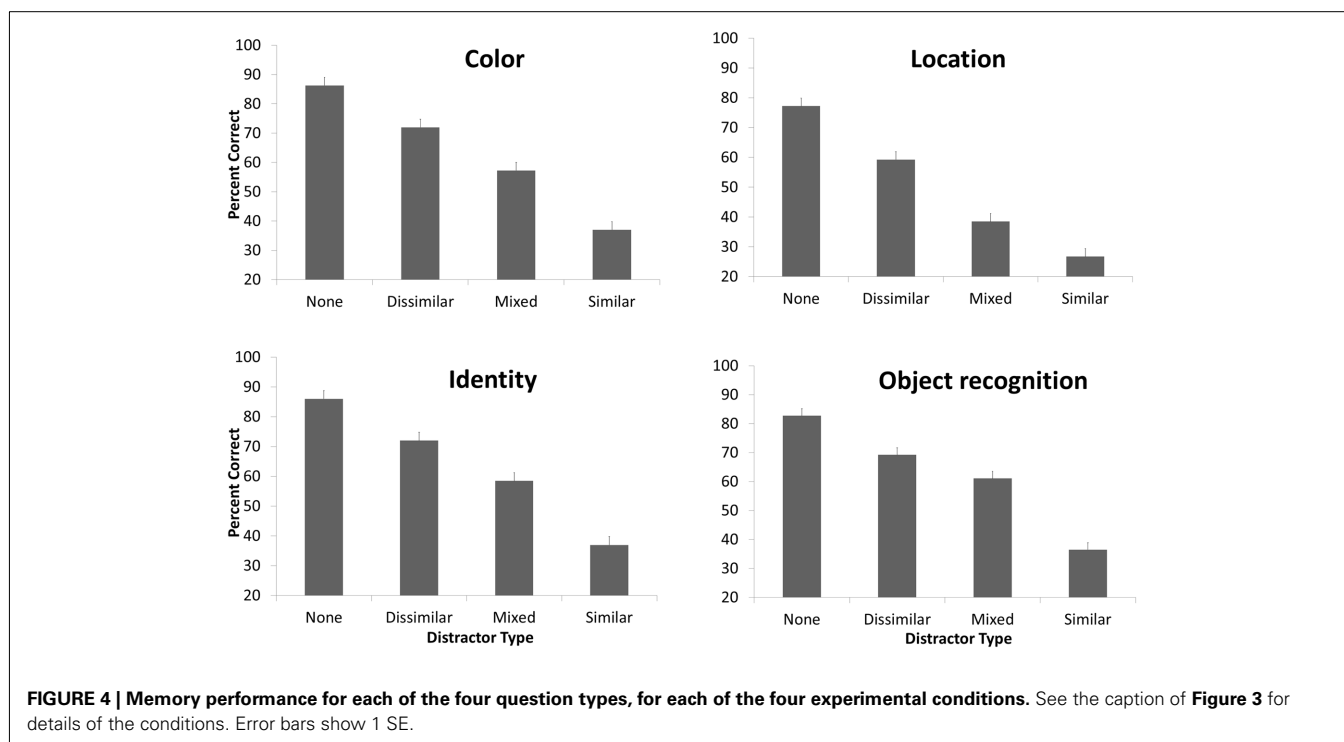 Color
Percent Correct
100
90
80
70
60
50
40
30
20
None Dissimilar Mixed Similar
Location
100
90
80
70
60
50
40
30
20
None Dissimilar Mixed Similar
Identity
Percent Correct
100
90
80
70
60
50
40
30
20
None Dissimilar Mixed Similar
Distractor Type
Object recognition
100
90
80
70
60
50
40
30
20
None Dissimilar Mixed Similar
Distractor Type
FIGURE 4 | Memory performance for each of the four question types, for each of the four experimental conditions. See the caption of Figure 3 for
details of the conditions. Error bars show 1 SE.